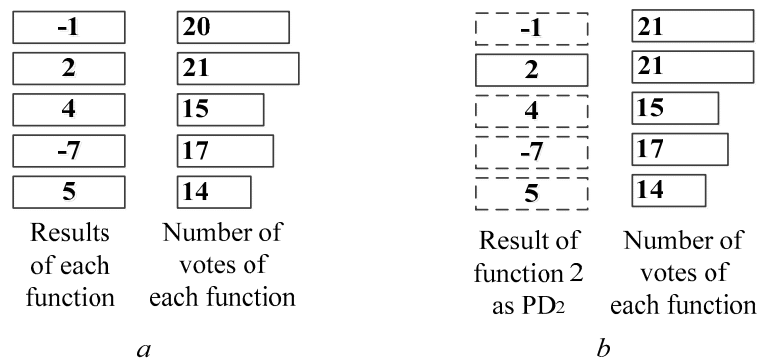 -1 20
2 21
4 15
-7 17
5 14
Results
of each
function
Number of
votes of
each function
a
-1 21
2 21
4 15
-7 17
5 14
Result of
function 2
as PD2
Number of
votes of
each function
b